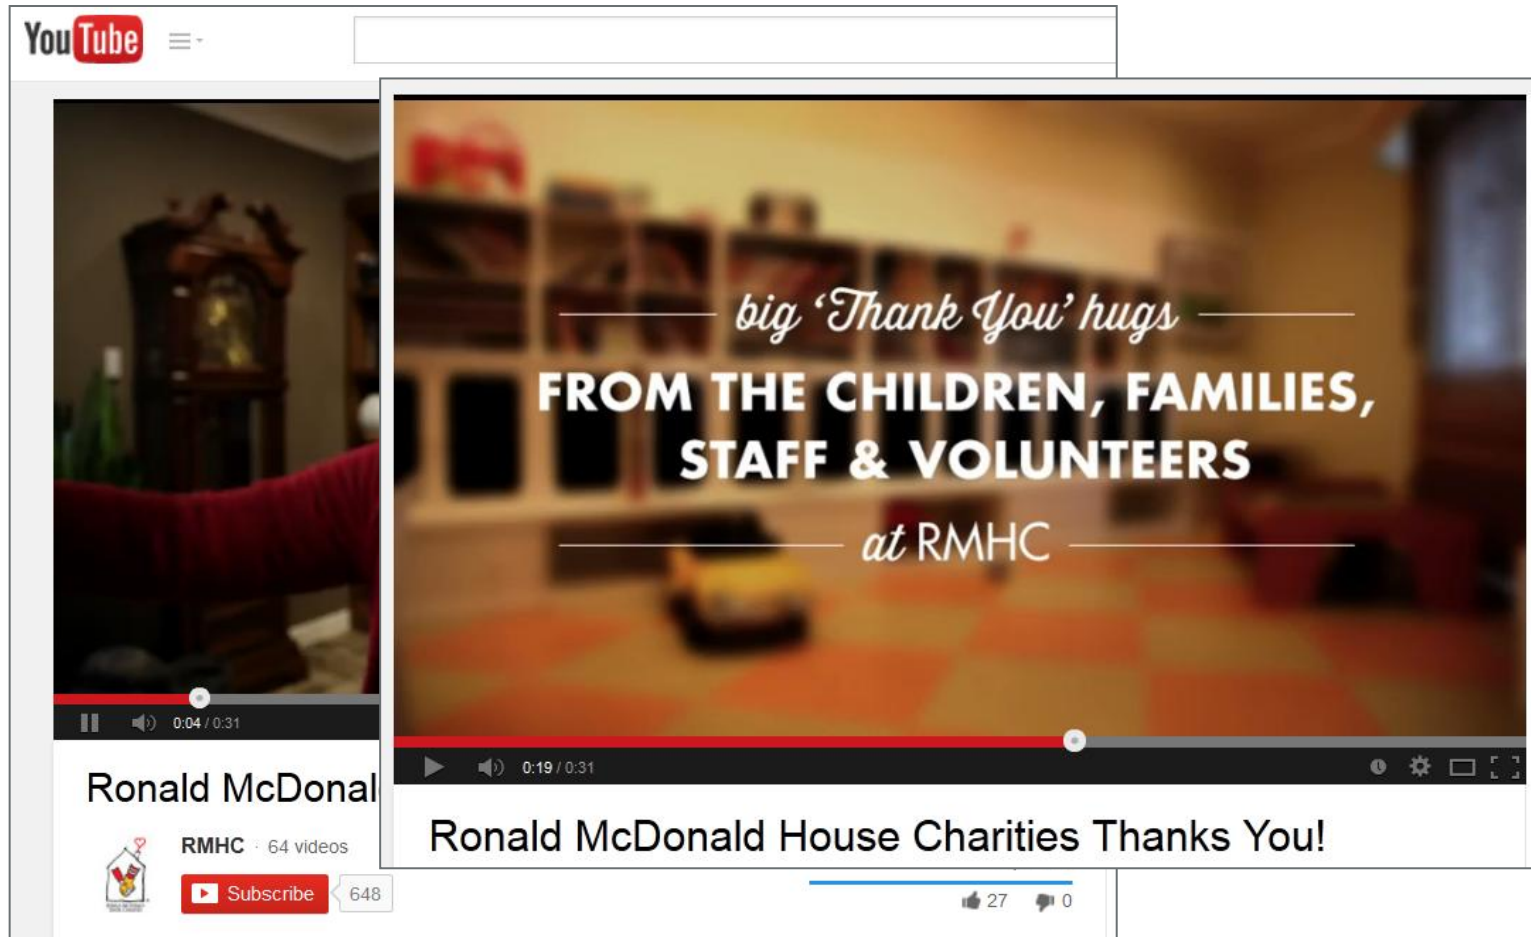 YouTube
big ‘Thank You’ hugs
FROM THE CHILDREN, FAMILIES,
STAFF & VOLUNTEERS
at RMHC
0:04 / 0:31
0:19 / 0:31
Ronald McDonal
Ronald McDonald House Charities Thanks You!
RMHC · 64 videos
Subscribe 648
27 0